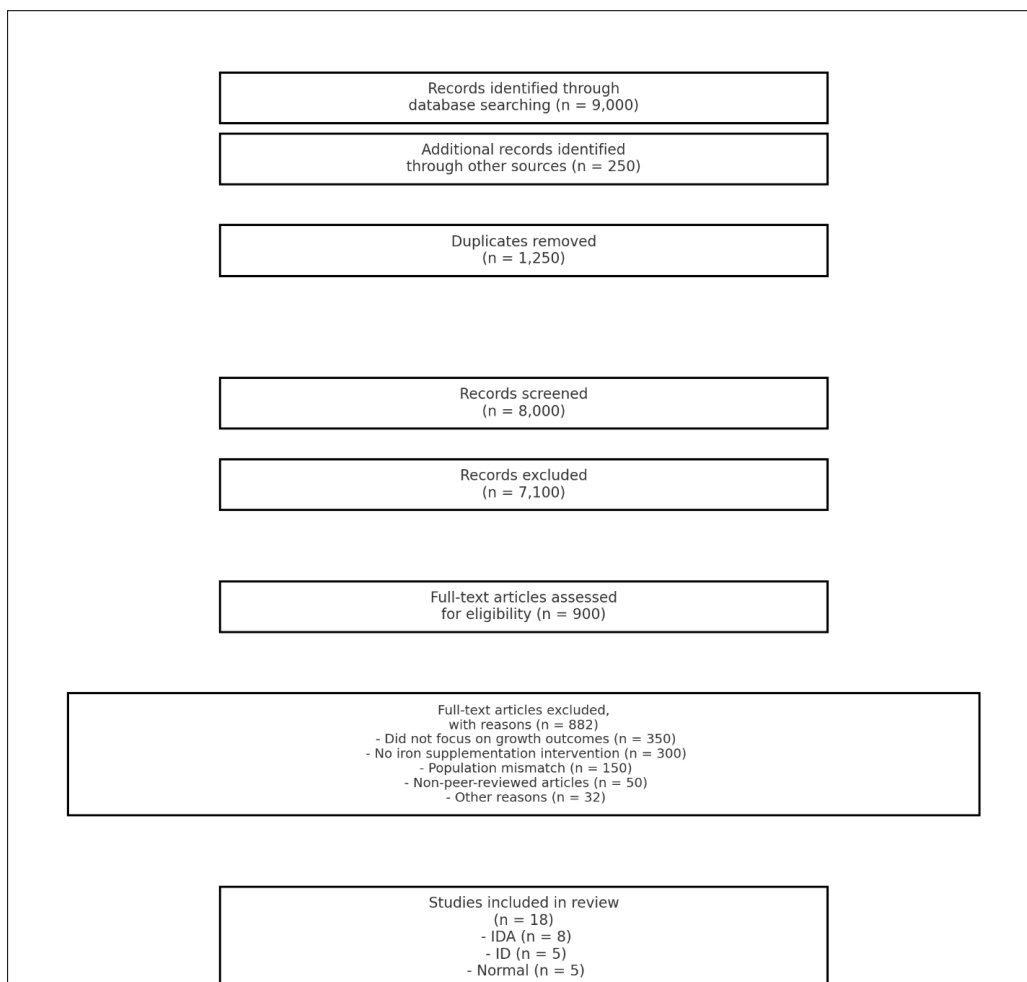 Records identified through
database searching (n = 9,000)
Additional records identified
through other sources (n = 250)
Duplicates removed
(n = 1,250)
Records screened
(n = 8,000)
Records excluded
(n = 7,100)
Full-text articles assessed
for eligibility (n = 900)
Full-text articles excluded,
with reasons (n = 882)
- Did not focus on growth outcomes (n = 350)
- No iron supplementation intervention (n = 300)
- Population mismatch (n = 150)
- Non-peer-reviewed articles (n = 50)
- Other reasons (n = 32)
Studies included in review
(n = 18)
- IDA (n = 8)
- ID (n = 5)
- Normal (n = 5)